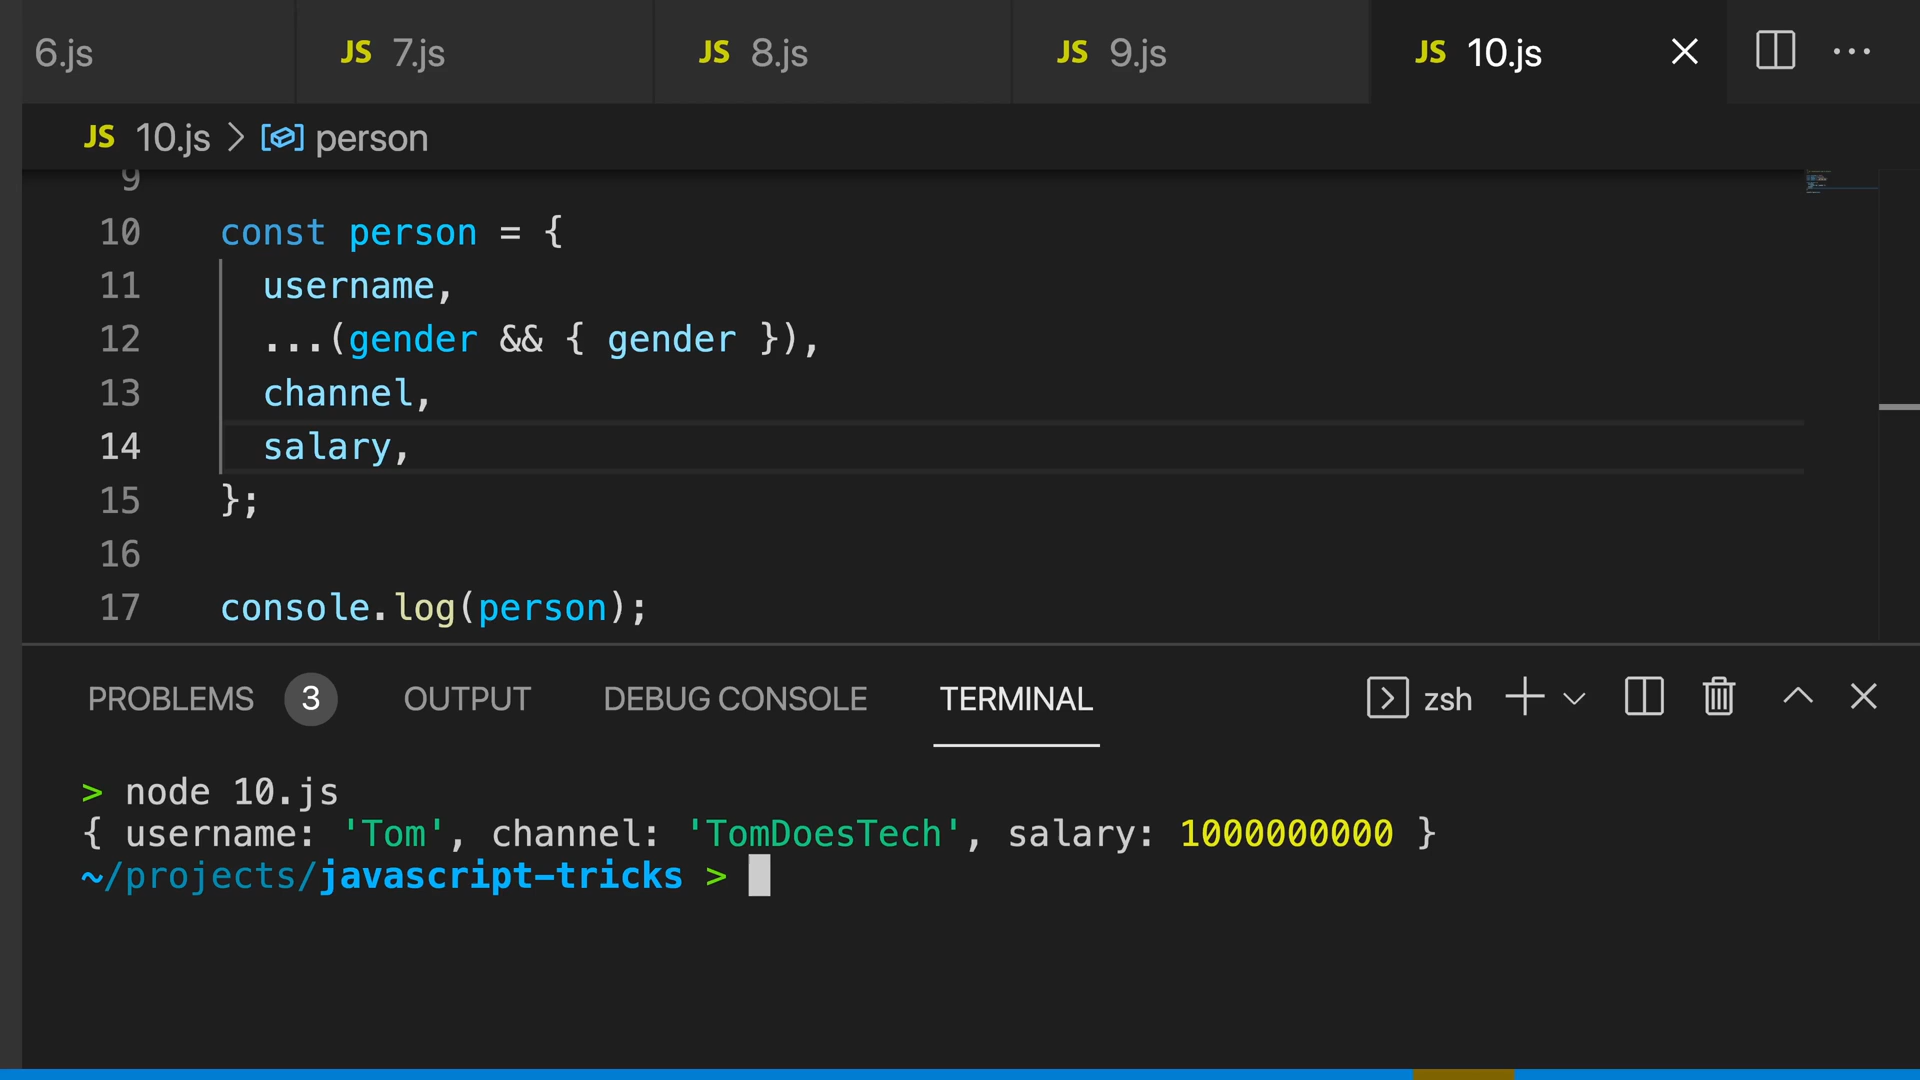 6.js JS 7.js JS 8.js JS 9.js JS 10.js
JS 10.js > person
9
10 const person = {
11 username,
12 ...(gender && { gender }),
13 channel,
14 salary,
15 };
16
17 console.log(person);
PROBLEMS 3 OUTPUT DEBUG CONSOLE TERMINAL zsh
> node 10.js
{ username: 'Tom', channel: 'TomDoesTech', salary: 1000000000 }
~/projects/javascript-tricks >